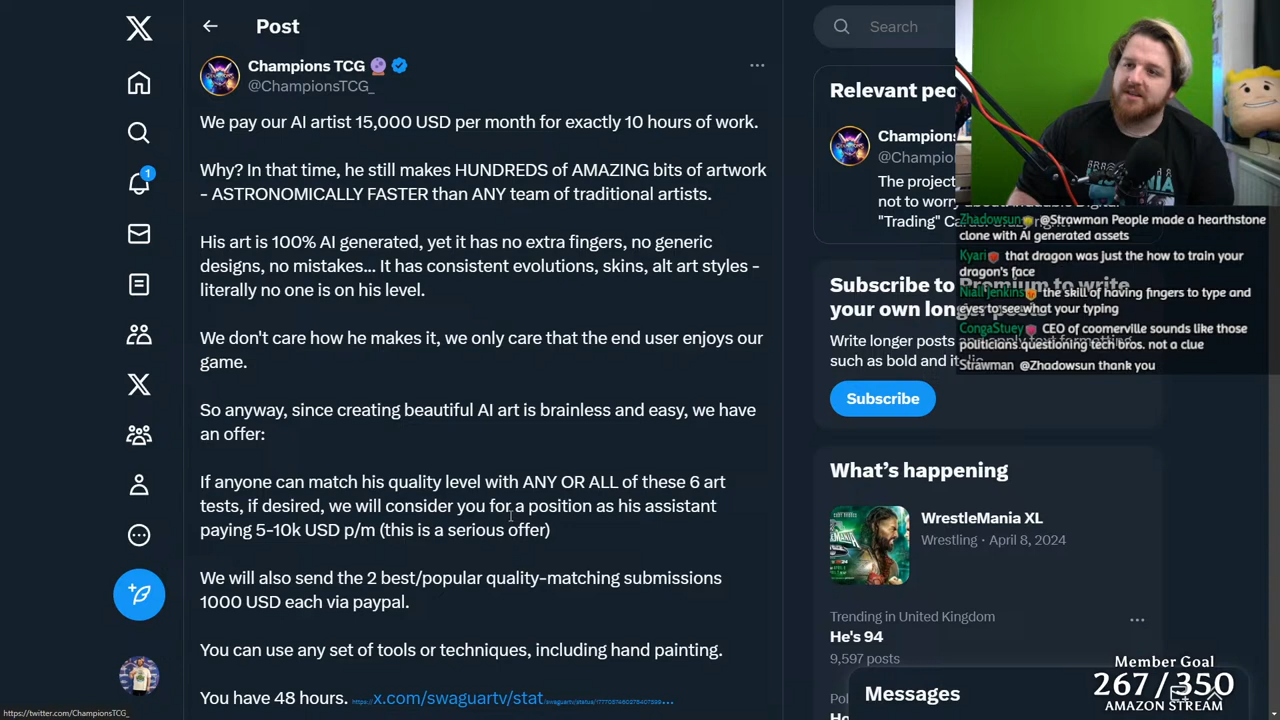 Post
Search
Champions TCG
@ChampionsTCG_
We pay our AI artist 15,000 USD per month for exactly 10 hours of work.
Why? In that time, he still makes HUNDREDS of AMAZING bits of artwork
- ASTRONOMICALLY FASTER than ANY team of traditional artists.
His art is 100% AI generated, yet it has no extra fingers, no generic
designs, no mistakes... It has consistent evolutions, skins, alt art styles -
literally no one is on his level.
We don't care how he makes it, we only care that the end user enjoys our
game.
So anyway, since creating beautiful AI art is brainless and easy, we have
an offer:
If anyone can match his quality level with ANY OR ALL of these 6 art
tests, if desired, we will consider you for a position as his assistant
paying 5-10k USD p/m (this is a serious offer)
We will also send the 2 best/popular quality-matching submissions
1000 USD each via paypal.
You can use any set of tools or techniques, including hand painting.
You have 48 hours. x.com/swaguartv/stat
1
https://twitter.com/ChampionsTCG_
Relevant peo
Champions
@Champion
The project
not to worry
"Trading" Car
Zhadowsun @Strawman People made a hearthstone
clone with AI generated assets
Kyari that dragon was just the how to train your
dragon's face
Niall Jenkins the skill of having fingers to type and
eyes to see what your typing
CongaStuey CEO of coomerville sounds like those
politicians questioning tech bros. not a clue
Strawman @Zhadowsun thank you
Subscribe to Premium to write
your own longer
Write longer posts
such as bold and
Subscribe
What's happening
WrestleMania XL
Wrestling · April 8, 2024
Trending in United Kingdom
He's 94
9,597 posts
Messages
Member Goal
267/350
AMAZON STREAM